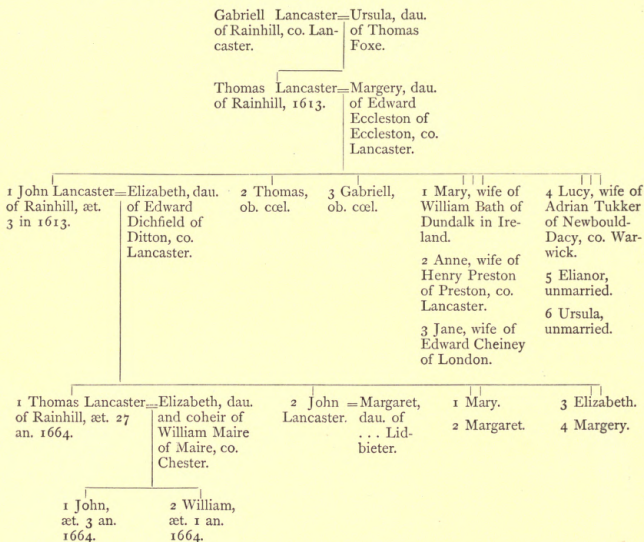 Gabriell Lancaster=Ursula, dau.
of Rainhill, co. Lan- of Thomas
caster. Foxe.
Thomas Lancaster=Margery, dau.
of Rainhill, 1613. of Edward
Eccleston of
Eccleston, co.
Lancaster.
1 John Lancaster=Elizabeth, dau.
of Rainhill, æt. of Edward
3 in 1613. Dichfield of
Ditton, co.
Lancaster.
2 Thomas,
ob. cœl.
3 Gabriell,
ob. cœl.
1 Mary, wife of
William Bath of
Dundalk in Ire-
land.
2 Anne, wife of
Henry Preston
of Preston, co.
Lancaster.
3 Jane, wife of
Edward Cheiney
of London.
4 Lucy, wife of
Adrian Tukker
of Newbould-
Dacy, co. War-
wick.
5 Elianor,
unmarried.
6 Ursula,
unmarried.
1 Thomas Lancaster=Elizabeth, dau.
of Rainhill, æt. 27 and coheir of
an. 1664. William Maire
of Maire, co.
Chester.
2 John =Margaret,
Lancaster. dau. of
. . . Lid-
bieter.
1 Mary.
2 Margaret.
3 Elizabeth.
4 Margery.
1 John,
æt. 3 an.
1664.
2 William,
æt. 1 an.
1664.